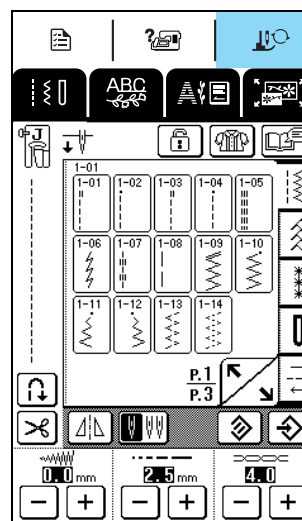 ?
ABC
A
J
1-01
1-01 1-02 1-03 1-04 1-05
1-06 1-07 1-08 1-09 1-10
1-11 1-12 1-13 1-14
P.1
P.3
0.0 mm 2.5 mm 4.0
- + - + - +